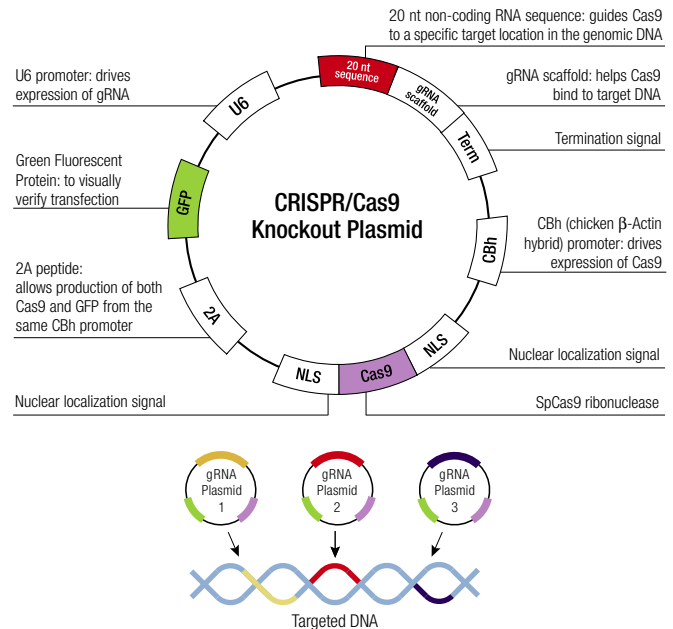 20 nt non-coding RNA sequence: guides Cas9
to a specific target location in the genomic DNA
U6 promoter: drives
expression of gRNA
gRNA scaffold: helps Cas9
bind to target DNA
Termination signal
Green Fluorescent
Protein: to visually
verify transfection
CBh (chicken β-Actin
hybrid) promoter: drives
expression of Cas9
2A peptide:
allows production of both
Cas9 and GFP from the
same CBh promoter
Nuclear localization signal
Nuclear localization signal
SpCas9 ribonuclease
20 nt
sequence
gRNA
scaffold
Term
CBh
NLS
Cas9
NLS
2A
GFP
U6
CRISPR/Cas9
Knockout Plasmid
gRNA
Plasmid
1
gRNA
Plasmid
2
gRNA
Plasmid
3
Targeted DNA